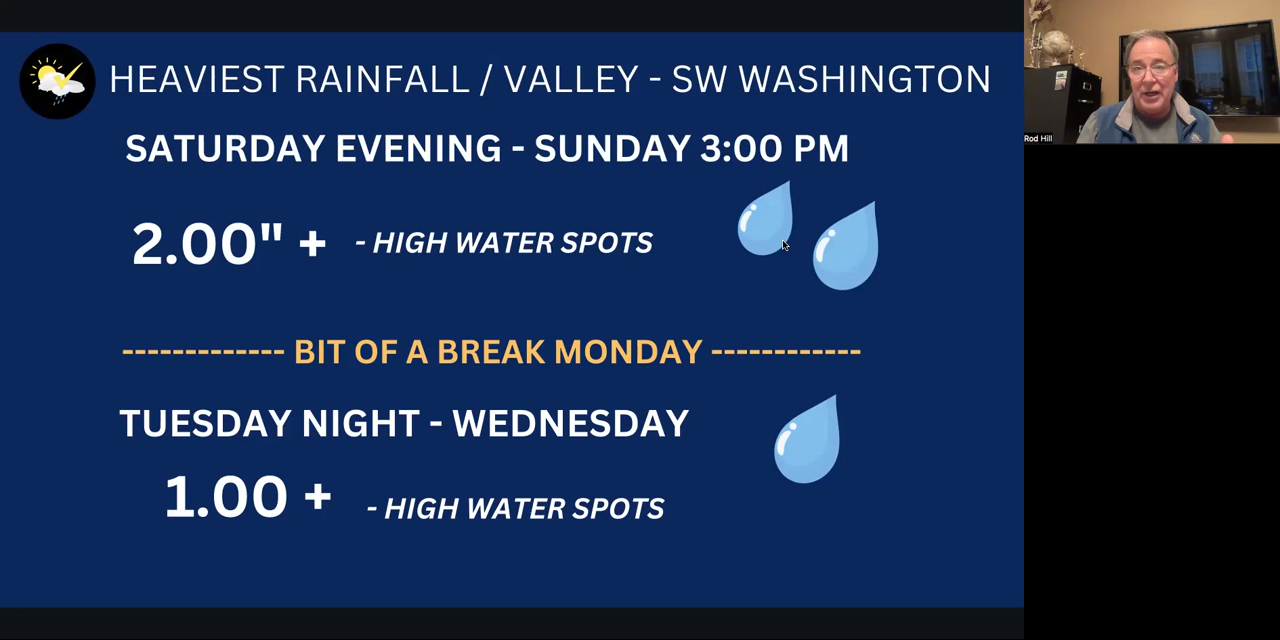 HEAVIEST RAINFALL / VALLEY - SW WASHINGTON
SATURDAY EVENING - SUNDAY 3:00 PM
2.00" + - HIGH WATER SPOTS
------------- BIT OF A BREAK MONDAY ------------
TUESDAY NIGHT - WEDNESDAY
1.00 + - HIGH WATER SPOTS
Rod Hill